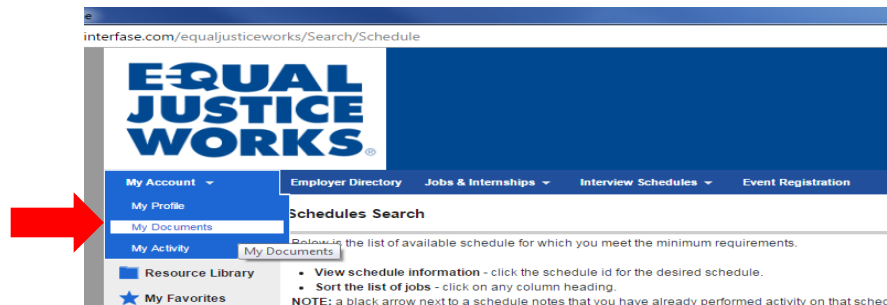 interfase.com/equaljusticeworks/Search/Schedule
EQUAL
JUSTICE
WORKS®
My Account Employer Directory Jobs & Internships Interview Schedules Event Registration
My Profile
My Documents
My Activity
My Documents
Resource Library
My Favorites
Schedules Search
Below is the list of available schedule for which you meet the minimum requirements.
• View schedule information - click the schedule id for the desired schedule.
• Sort the list of jobs - click on any column heading.
NOTE: a black arrow next to a schedule notes that you have already performed activity on that sched